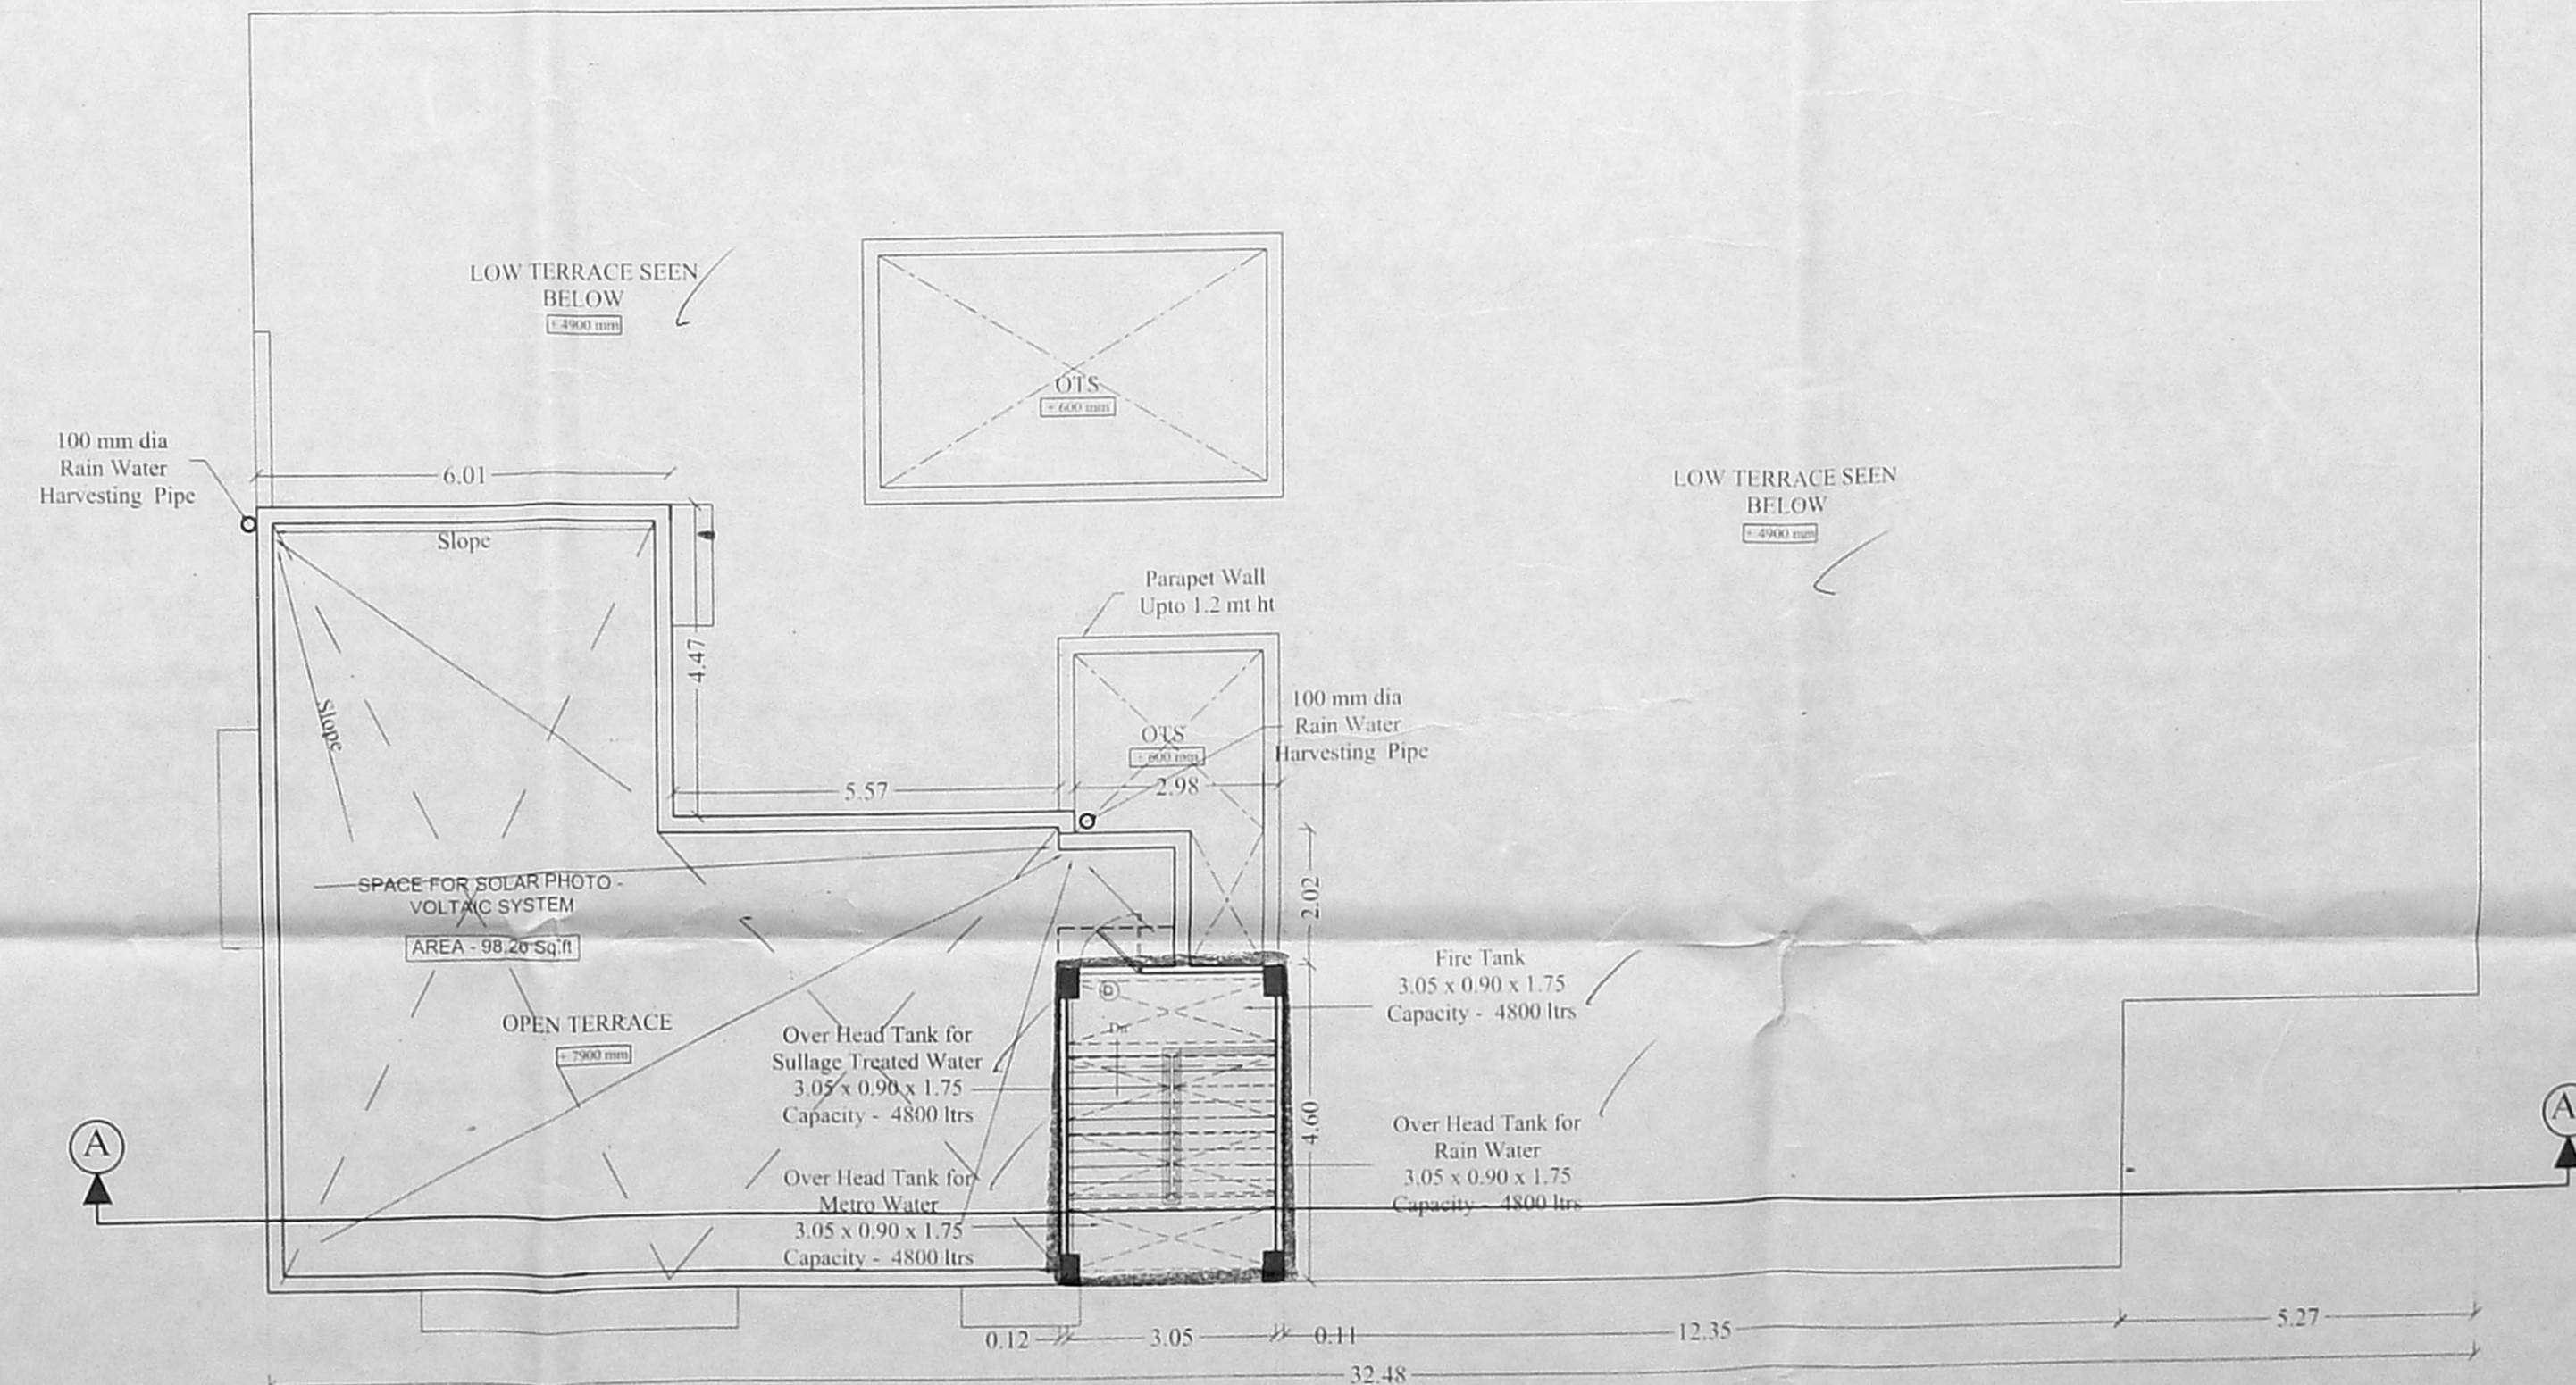 LOW TERRACE SEEN
BELOW
+ 4900 mm
OTS
+ 600 mm
100 mm dia
Rain Water
Harvesting Pipe
6.01
Slope
Slope
4.47
LOW TERRACE SEEN
BELOW
+ 4900 mm
Parapet Wall
Upto 1.2 mt ht
OTS
+ 600 mm
100 mm dia
Rain Water
Harvesting Pipe
5.57
2.98
2.02
SPACE FOR SOLAR PHOTO -
VOLTAIC SYSTEM
AREA - 98.20 Sq.ft
OPEN TERRACE
+ 7900 mm
Over Head Tank for
Sullage Treated Water
3.05 x 0.90 x 1.75
Capacity - 4800 ltrs
Over Head Tank for
Metro Water
3.05 x 0.90 x 1.75
Capacity - 4800 ltrs
D
Dn
Fire Tank
3.05 x 0.90 x 1.75
Capacity - 4800 ltrs
4.60
Over Head Tank for
Rain Water
3.05 x 0.90 x 1.75
Capacity - 4800 ltrs
A
A
0.12
3.05
0.11
12.35
5.27
32.48